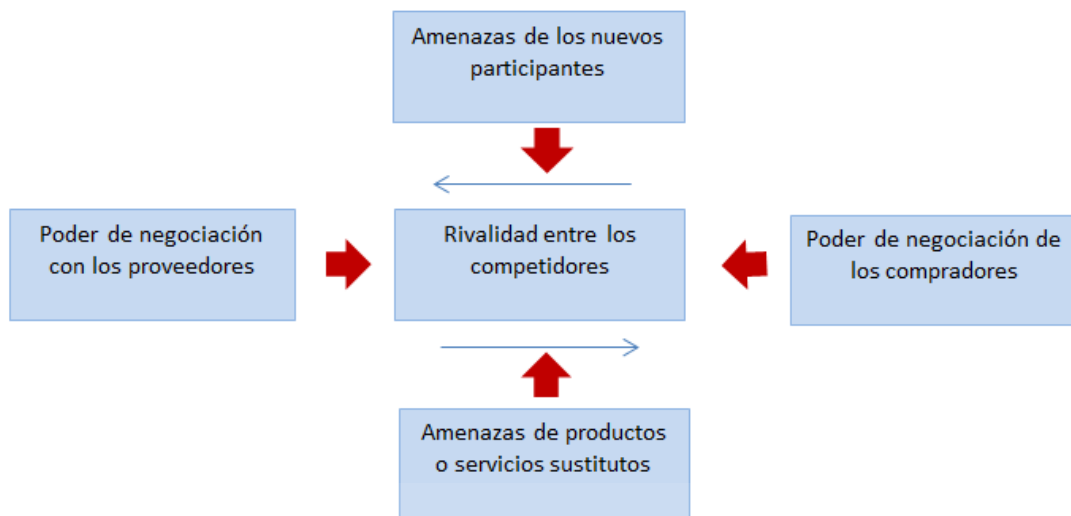 Amenazas de los nuevos
participantes
Poder de negociación
con los proveedores
Rivalidad entre los
competidores
Poder de negociación de
los compradores
Amenazas de productos
o servicios sustitutos